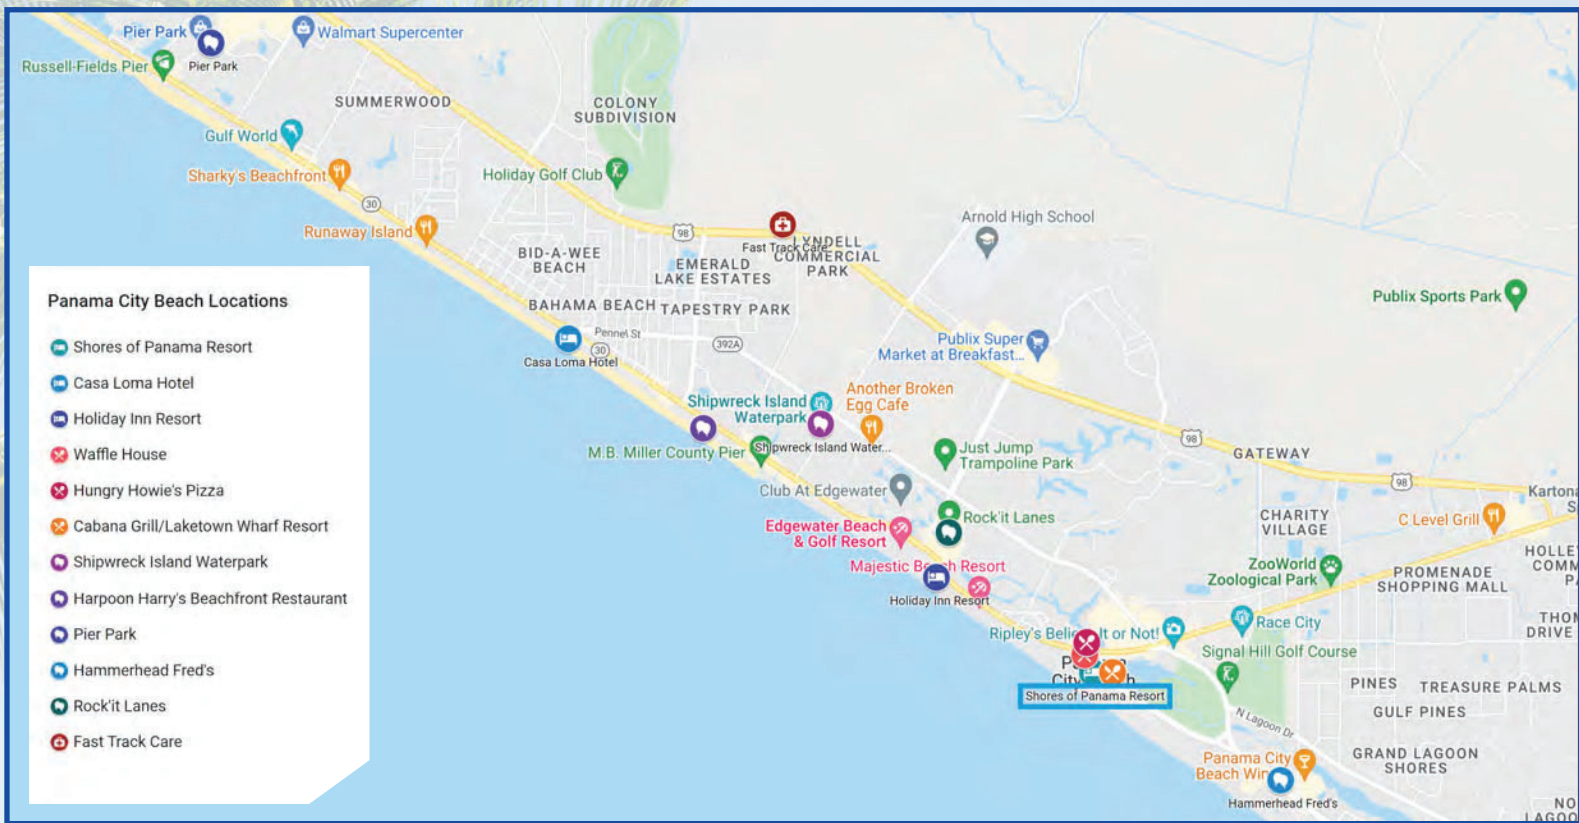 Pier Park
Walmart Supercenter
Russell-Fields Pier
Pier Park
SUMMERWOOD
COLONY
SUBDIVISION
Gulf World
Sharky's Beachfront
Holiday Golf Club
30
Runaway Island
98
Fast Track Care
LYNDELL
COMMERCIAL
PARK
Arnold High School
BID-A-WEE
BEACH
EMERALD
LAKE ESTATES
Publix Sports Park
BAHAMA BEACH
TAPESTRY PARK
Pennel St
30
392A
Casa Loma Hotel
Publix Super
Market at Breakfast...
Shipwreck Island
Waterpark
Another Broken
Egg Cafe
M.B. Miller County Pier
Shipwreck Island Water...
98
GATEWAY
Just Jump
Trampoline Park
Club At Edgewater
98
Rock'it Lanes
Edgewater Beach
& Golf Resort
CHARITY
VILLAGE
C Level Grill
Majestic Beach Resort
Holiday Inn Resort
ZooWorld
Zoological Park
PROMENADE
SHOPPING MALL
Ripley's Believe It or Not!
Race City
Signal Hill Golf Course
Shores of Panama Resort
PINES
TREASURE PALMS
GULF PINES
N Lagoon Dr
GRAND LAGOON
SHORES
Panama City
Beach
Hammerhead Fred's
DRIVE
Panama City Beach Locations
Shores of Panama Resort
Casa Loma Hotel
Holiday Inn Resort
Waffle House
Hungry Howie's Pizza
Cabana Grill/Laketown Wharf Resort
Shipwreck Island Waterpark
Harpoon Harry's Beachfront Restaurant
Pier Park
Hammerhead Fred's
Rock'it Lanes
Fast Track Care